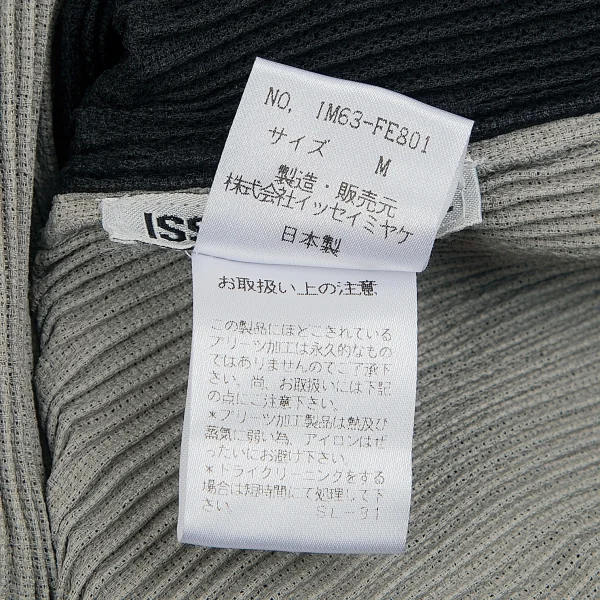 NO. IM63-FE801
サイズ M
製造・販売元
株式会社イッセイミヤケ
日本製
ISS
お取扱い上の注意
この製品にほどこされている
プリーツ加工は永久的なもの
ではありませんのでご了承下
さい。尚、お取扱いには下記
の点にご注意下さい。
*プリーツ加工製品は熱及び
蒸気に弱い為、アイロンはぜ
ったいにお避け下さい。
*ドライクリーニングをする
場合は短時間にて処理して下
さい。 SL-31